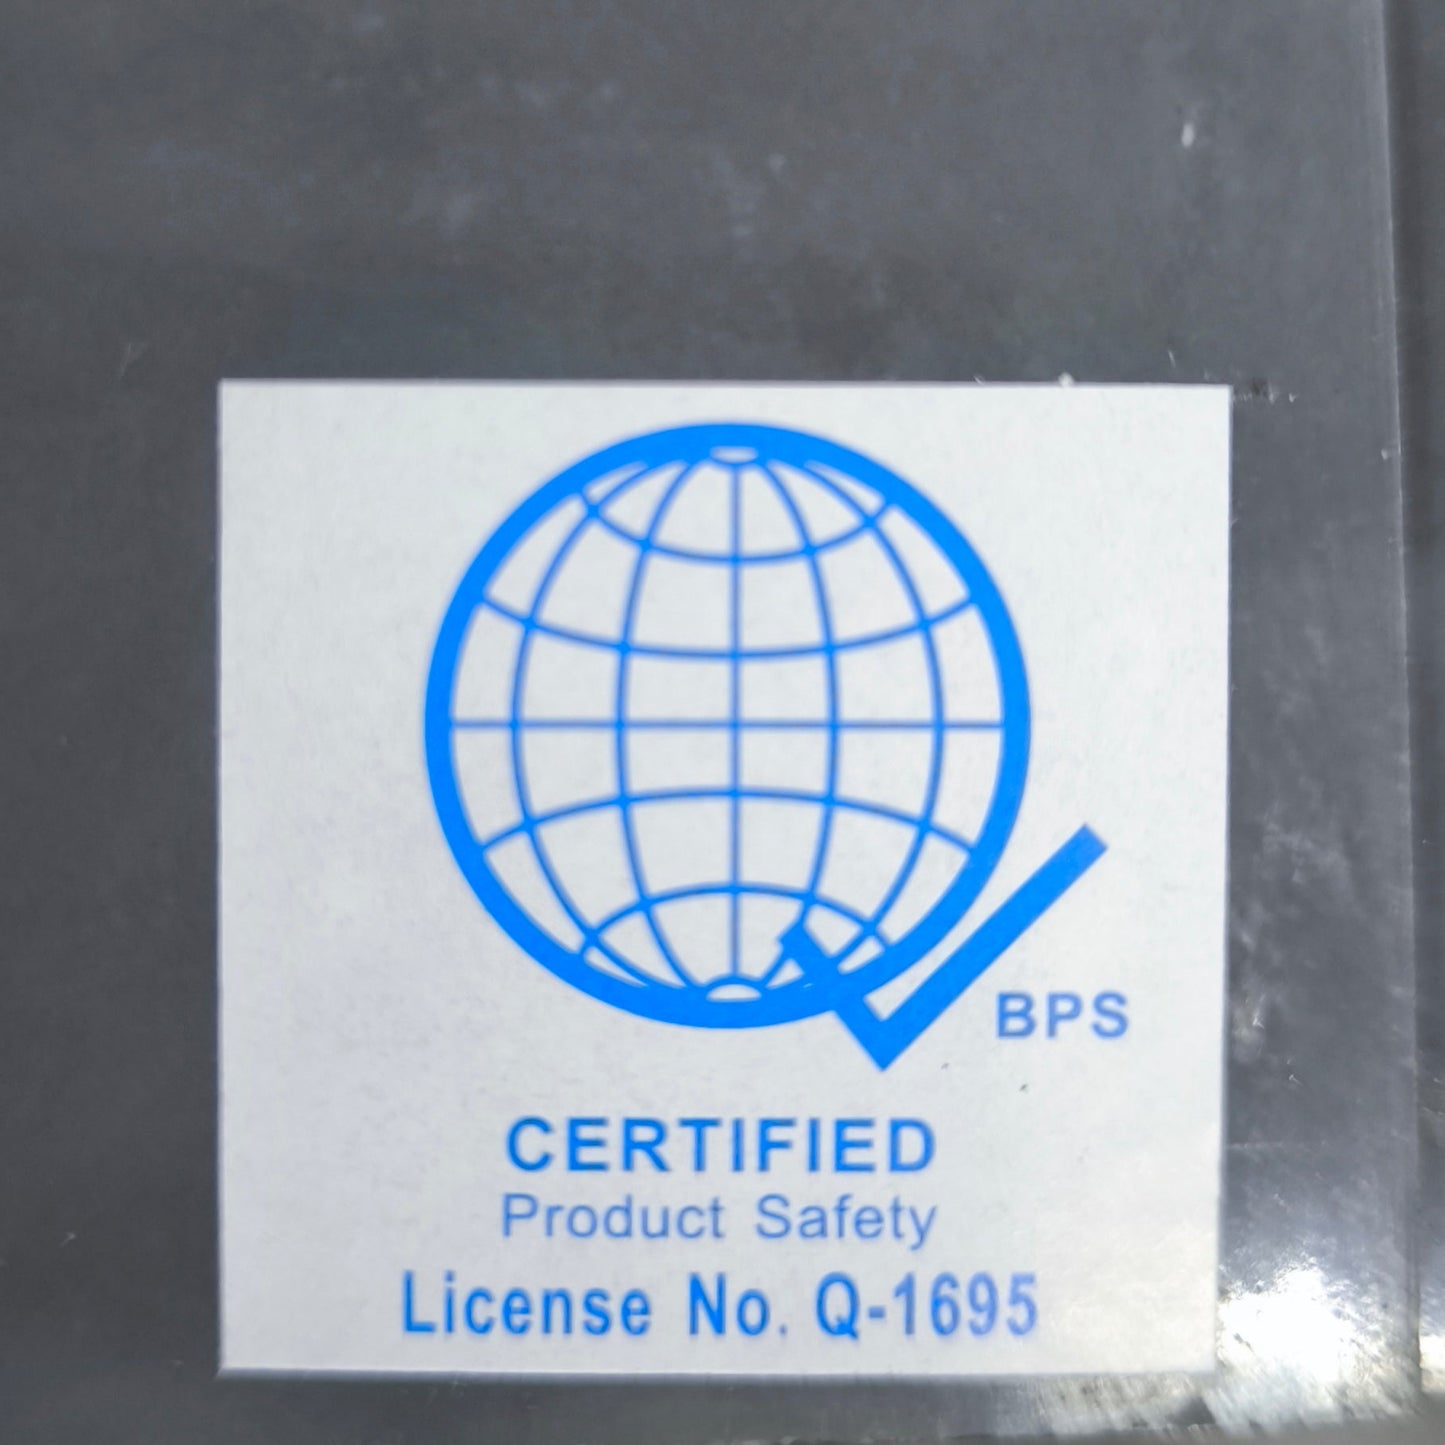 BPS
CERTIFIED
Product Safety
License No. Q-1695